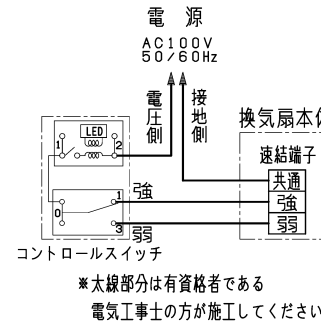 電源
AC100V
50/60Hz
電圧側
接地側
換気扇本体
速結端子
共通
強
弱
LED
1
2
0
1
3
強
弱
コントロールスイッチ
※太線部分は有資格者である
電気工事士の方が施工してください